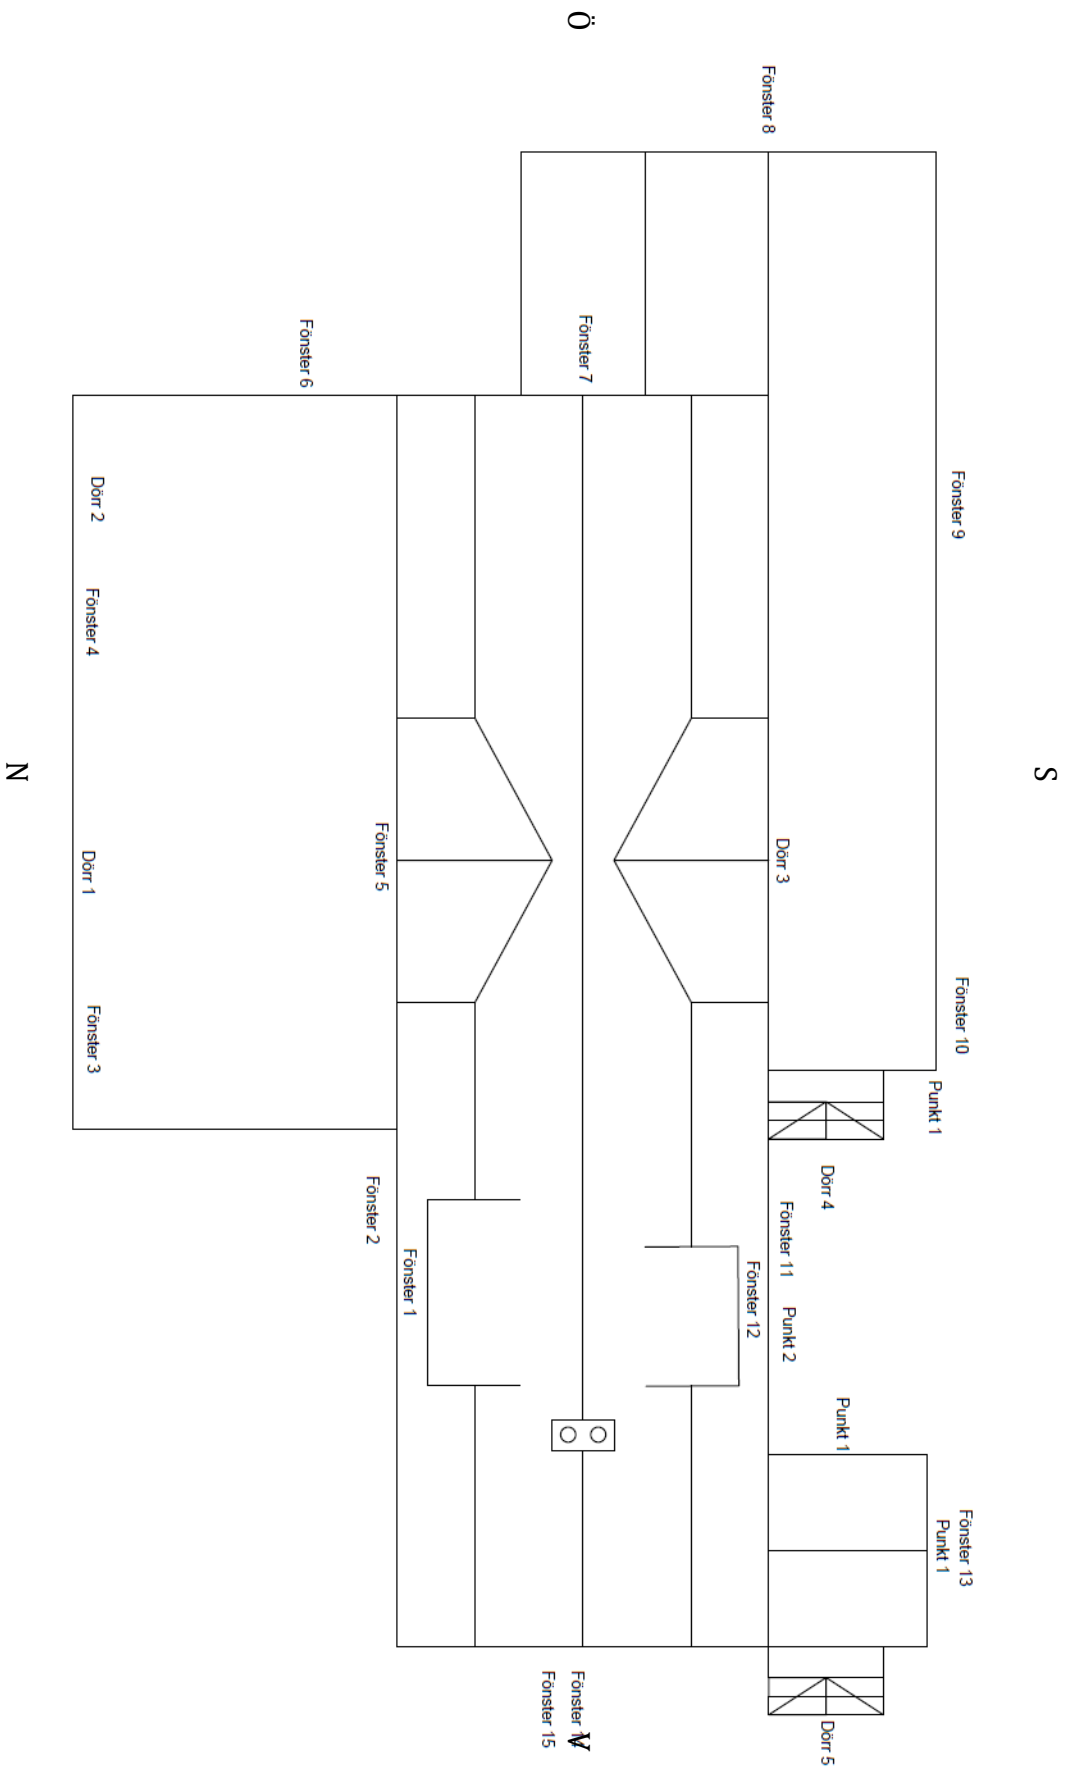 Ö
Fönster 8
Fönster 6
Fönster 7
Fönster 9
Dörr 2
Fönster 4
N
S
Fönster 5
Dörr 3
Dörr 1
Fönster 10
Fönster 3
Punkt 1
Dörr 4
Fönster 2
Fönster 11
Fönster 1
Fönster 12
Punkt 2
Punkt 1
Fönster 13
Punkt 1
Fönster
Fönster 15
V
Dörr 5